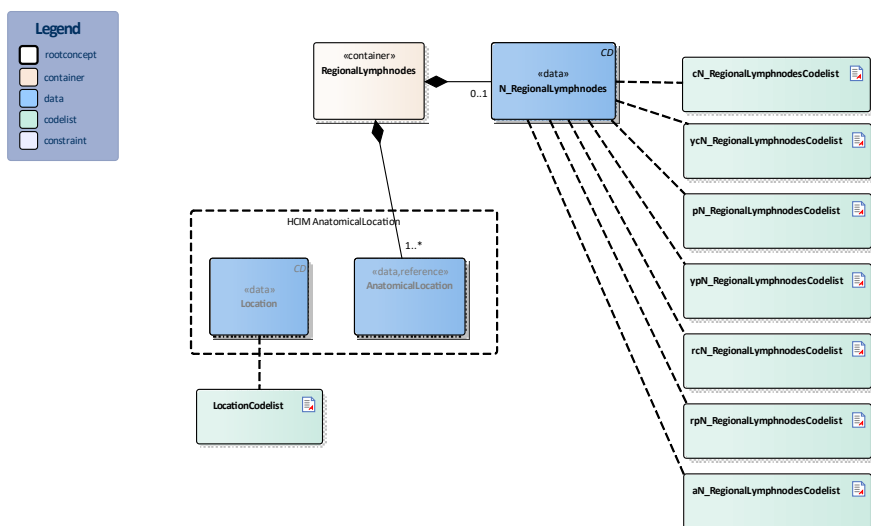 Legend
rootconcept
container
data
codelist
constraint
«container»
RegionalLymphnodes
0..1
CD
«data»
N_RegionalLymphnodes
cN_RegionalLymphnodesCodelist
ycN_RegionalLymphnodesCodelist
pN_RegionalLymphnodesCodelist
ypN_RegionalLymphnodesCodelist
rcN_RegionalLymphnodesCodelist
rpN_RegionalLymphnodesCodelist
aN_RegionalLymphnodesCodelist
HCIM AnatomicalLocation
1..*
CD
«data»
Location
«data,reference»
AnatomicalLocation
LocationCodelist